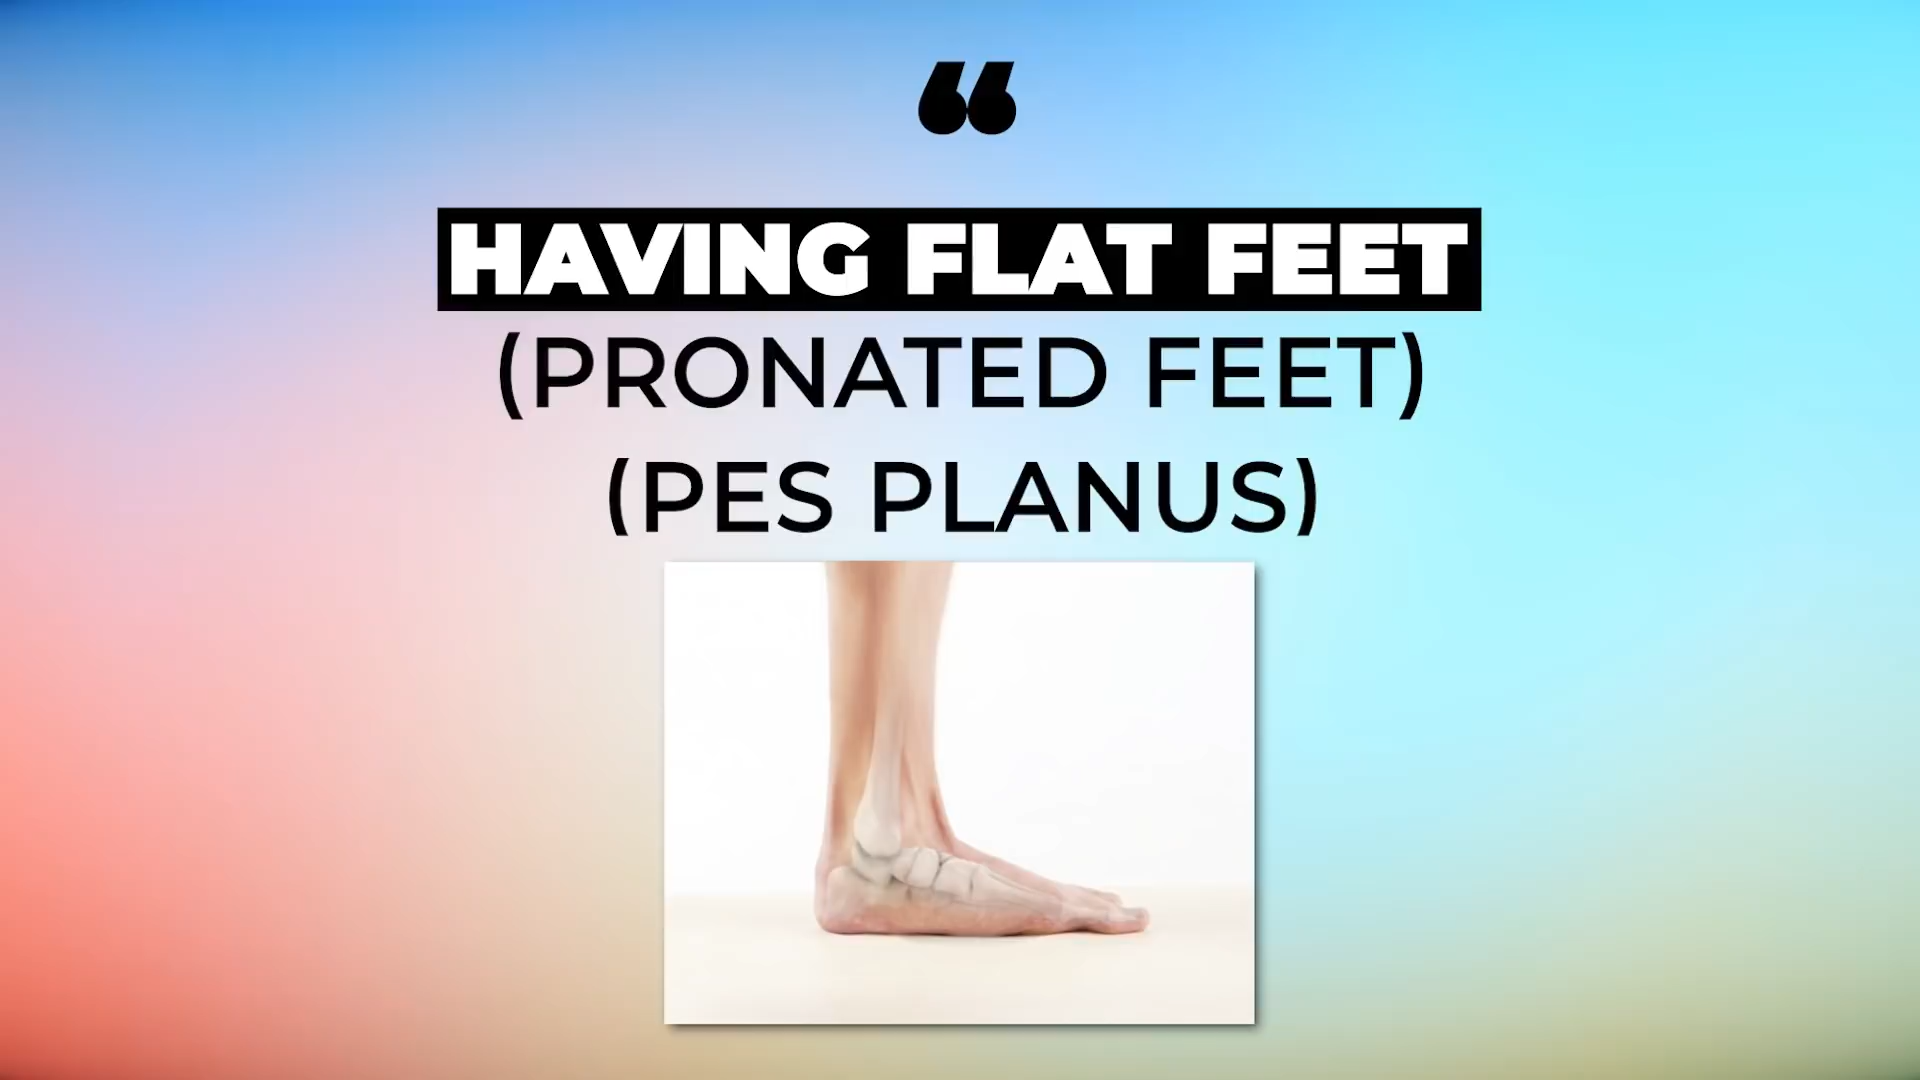 “
HAVING FLAT FEET
(PRONATED FEET)
(PES PLANUS)